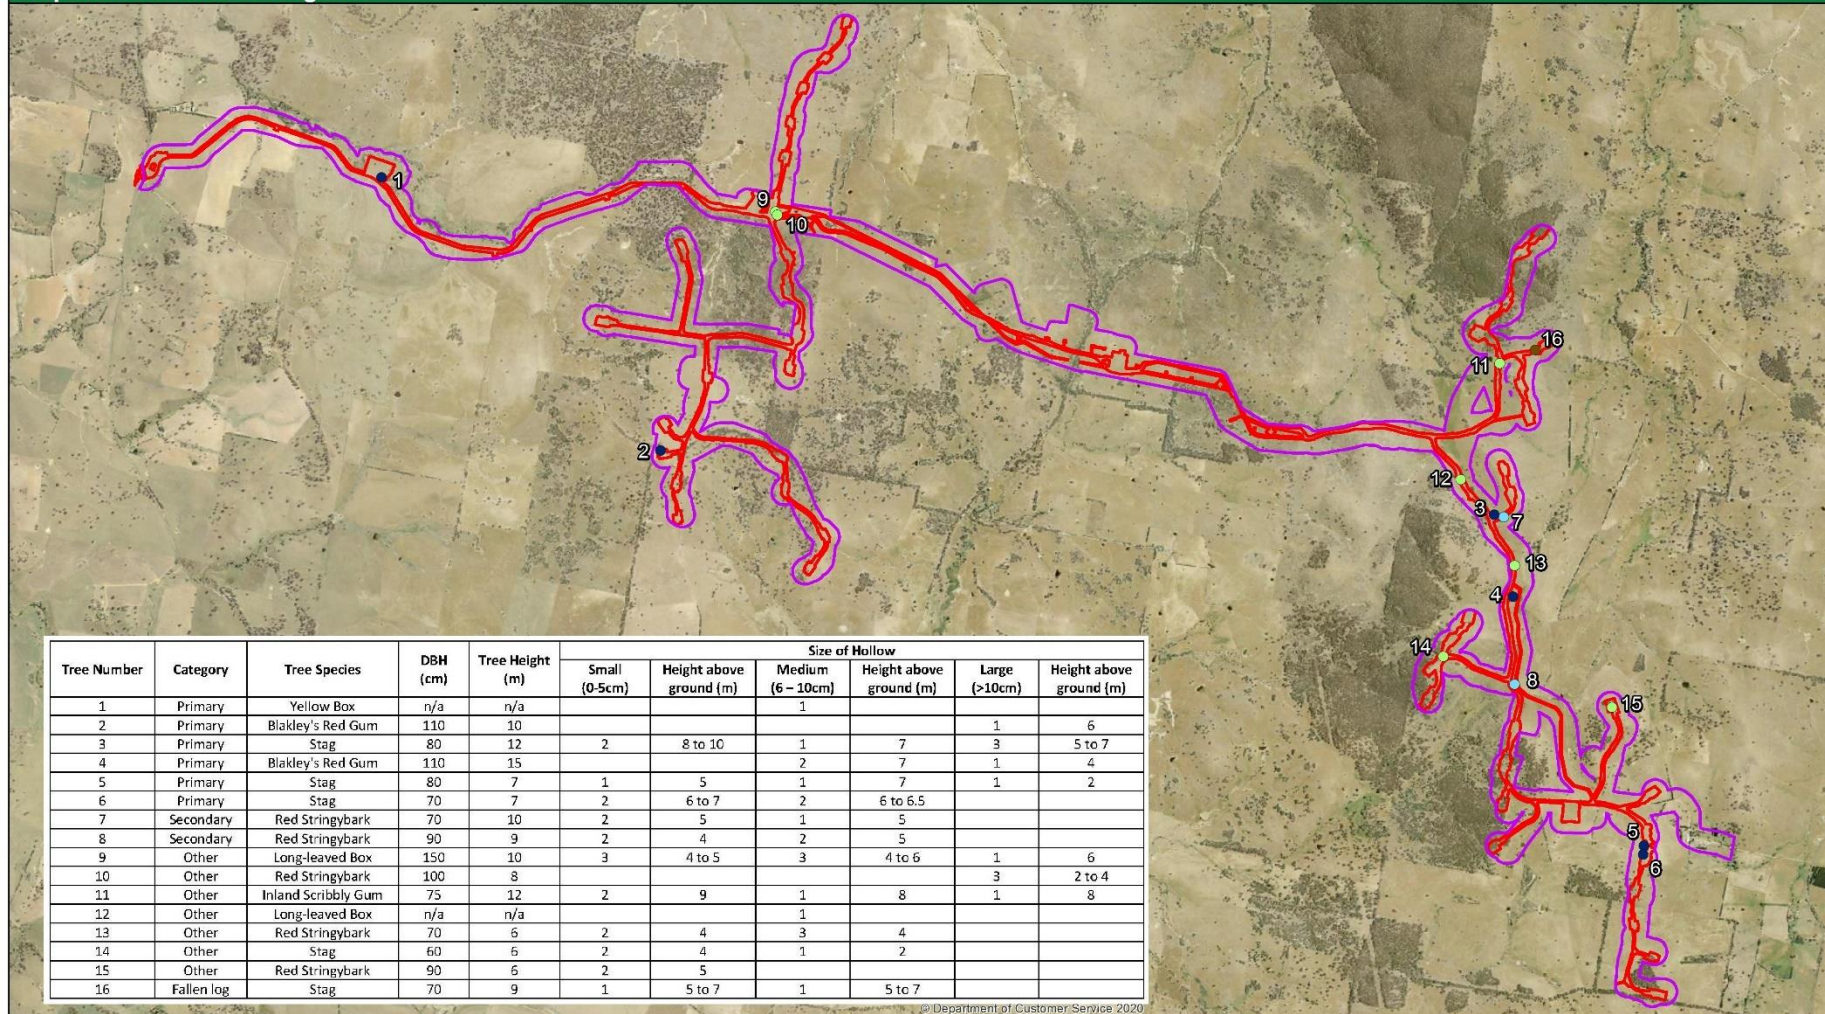 1
9
10
16
11
2
12
3
7
13
4
14
8
15
5
6
Tree Number Category Tree Species DBH (cm) Tree Height (m) Size of Hollow
Small (0-5cm) Height above ground (m) Medium (6 – 10cm) Height above ground (m) Large (>10cm) Height above ground (m)
1 Primary Yellow Box n/a n/a 1
2 Primary Blakley's Red Gum 110 10 1 6
3 Primary Stag 80 12 2 8 to 10 1 7 3 5 to 7
4 Primary Blakley's Red Gum 110 15 2 7 1 4
5 Primary Stag 80 7 1 5 1 7 1 2
6 Primary Stag 70 7 2 6 to 7 2 6 to 6.5
7 Secondary Red Stringybark 70 10 2 5 1 5
8 Secondary Red Stringybark 90 9 2 4 2 5
9 Other Long-leaved Box 150 10 3 4 to 5 3 4 to 6 1 6
10 Other Red Stringybark 100 8 3 2 to 4
11 Other Inland Scribbly Gum 75 12 2 9 1 8 1 8
12 Other Long-leaved Box n/a n/a 1
13 Other Red Stringybark 70 6 2 4 3 4
14 Other Stag 60 6 2 4 1 2
15 Other Red Stringybark 90 6 2 5
16 Fallen log Stag 70 9 1 5 to 7 1 5 to 7
© Department of Customer Service 2020